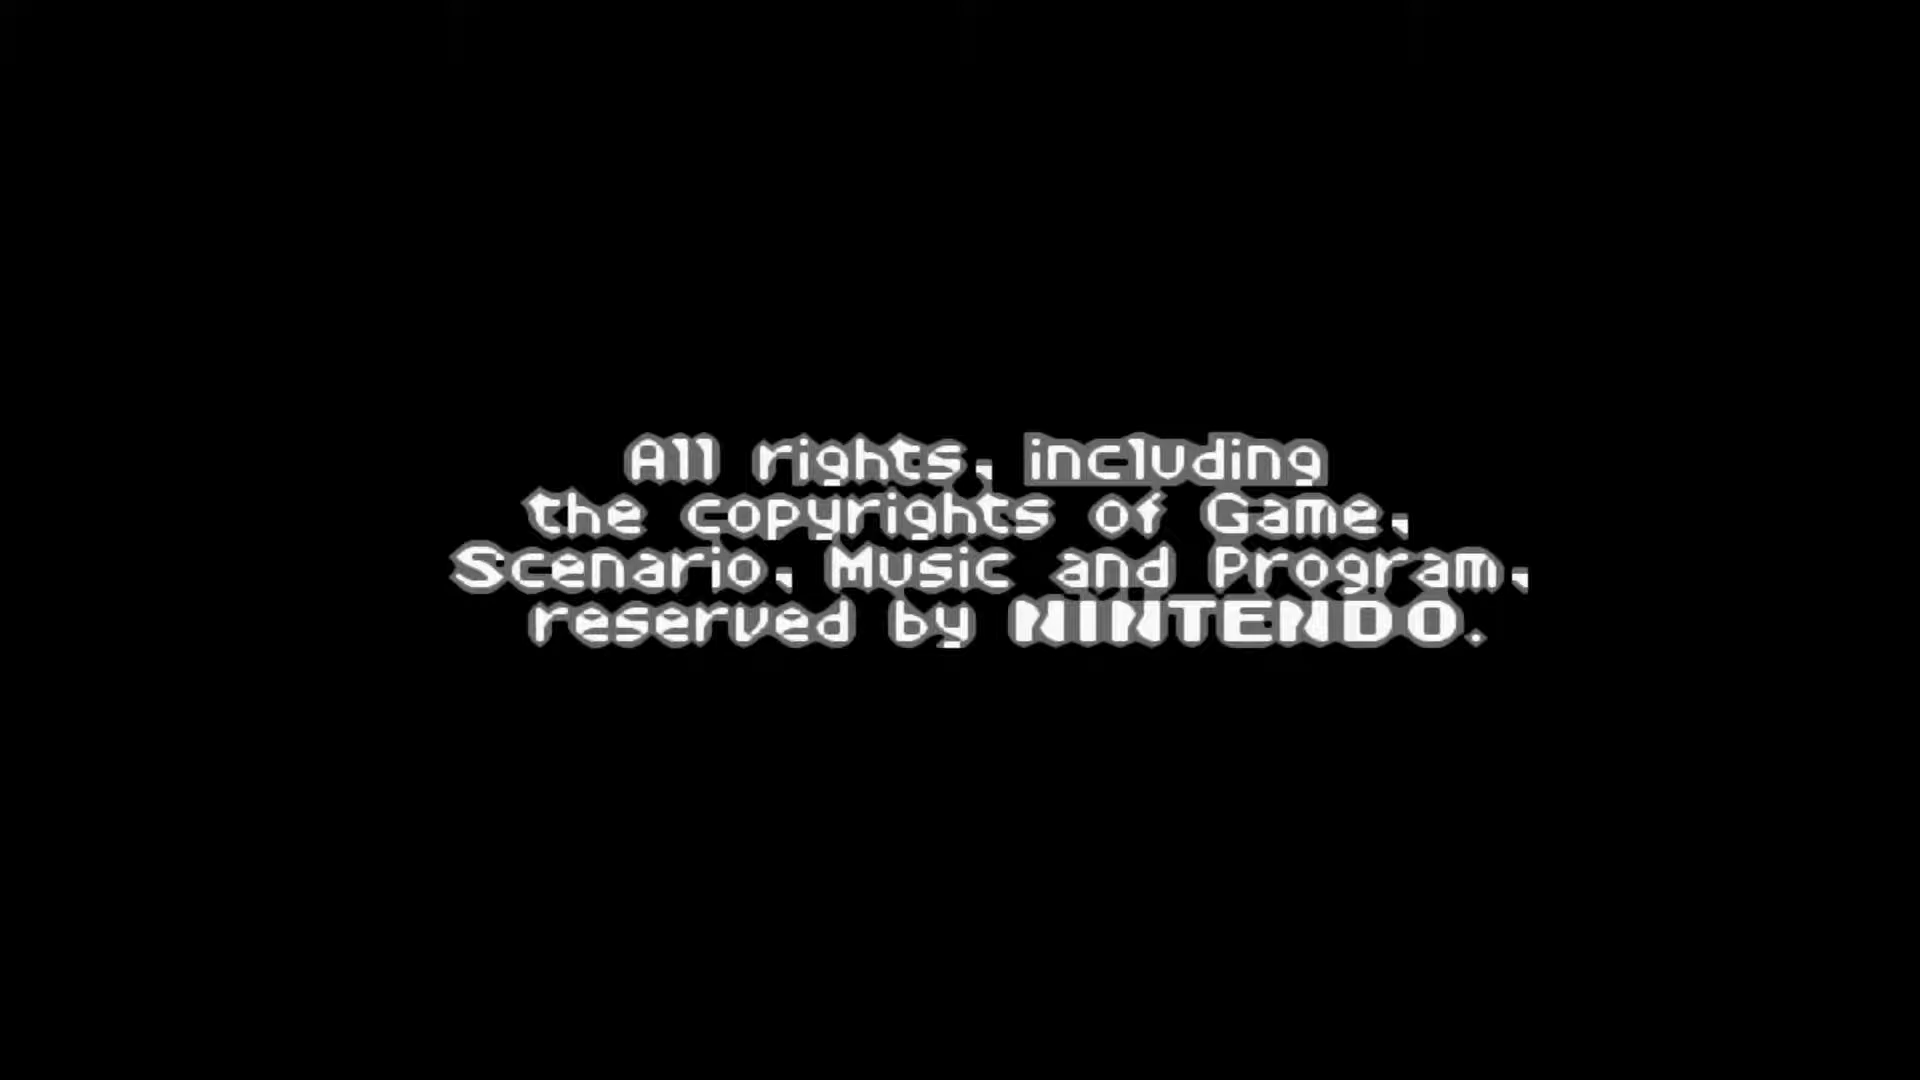 All rights, including
the copyrights of Game,
Scenario, Music and Program,
reserved by NINTENDO.